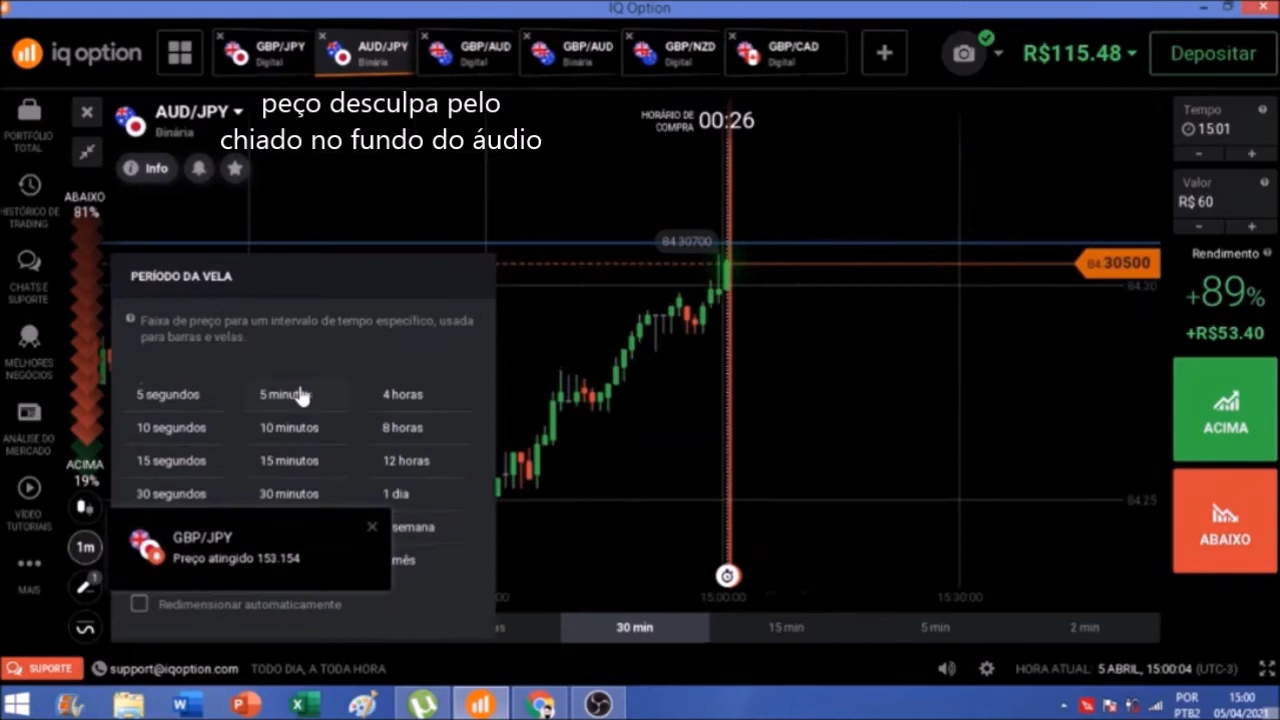 IQ Option
iq option
GBP/JPY
Digital
AUD/JPY
Binária
GBP/AUD
Digital
GBP/AUD
Binária
GBP/NZD
Digital
GBP/CAD
Digital
R$115.48
Depositar
PORTFÓLIO
TOTAL
HISTÓRICO DE
TRADING
CHATS E
SUPORTE
MELHORES
NEGÓCIOS
ANÁLISE DO
MERCADO
VÍDEO
TUTORIAIS
MAIS
AUD/JPY
Binária
peço desculpa pelo
chiado no fundo do áudio
Info
ABAIXO
81%
ACIMA
19%
1m
1
HORÁRIO DE
COMPRA
00:26
84.30700
84.30500
84.30
84.25
PERÍODO DA VELA
Faixa de preço para um intervalo de tempo específico, usada
para barras e velas.
5 segundos
5 minutos
4 horas
10 segundos
10 minutos
8 horas
15 segundos
15 minutos
12 horas
30 segundos
30 minutos
1 dia
semana
mês
GBP/JPY
Preço atingido 153.154
Redimensionar automaticamente
15:00:00
15:30:00
30 min
15 min
5 min
2 min
Tempo
15:01
- +
Valor
R$ 60
- +
Rendimento
+89%
+R$53.40
ACIMA
ABAIXO
SUPORTE
support@iqoption.com
TODO DIA, A TODA HORA
HORA ATUAL: 5 ABRIL, 15:00:04 (UTC-3)
POR
PTB2
15:00
05/04/2021